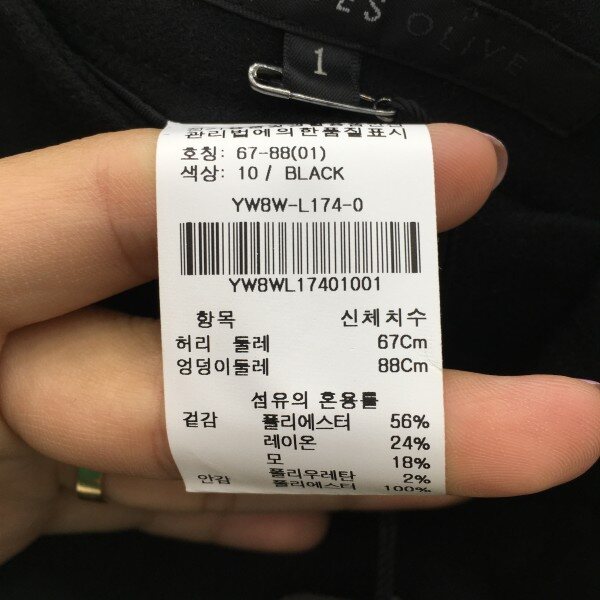 ES OLIVE
1
관리법에의한품질표시
호칭: 67-88(01)
색상: 10 / BLACK
YW8W-L174-0
YW8WL17401001
항목 신체치수
허리 둘레 67Cm
엉덩이둘레 88Cm
섬유의 혼용률
겉감 폴리에스터 56%
레이온 24%
모 18%
폴리우레탄 2%
안감 폴리에스터 100%